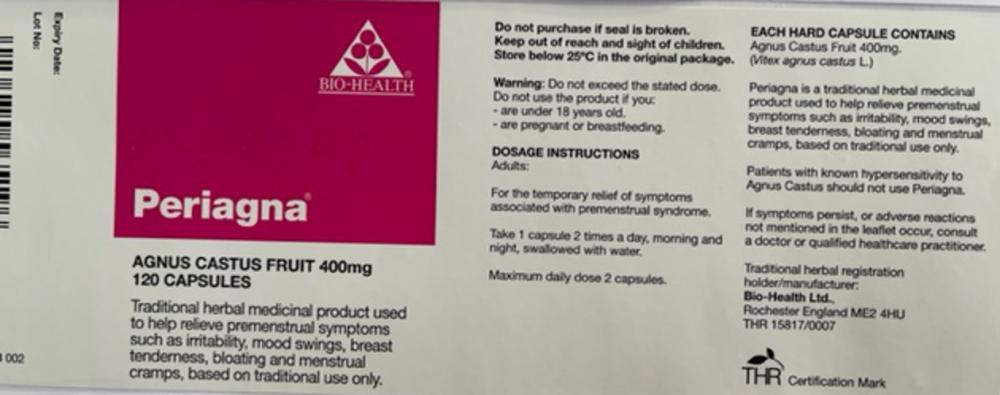 Expiry Date:
Lot No:
002
BIO-HEALTH®
Periagna®
AGNUS CASTUS FRUIT 400mg
120 CAPSULES
Traditional herbal medicinal product used
to help relieve premenstrual symptoms
such as irritability, mood swings, breast
tenderness, bloating and menstrual
cramps, based on traditional use only.
Do not purchase if seal is broken.
Keep out of reach and sight of children.
Store below 25°C in the original package.
Warning: Do not exceed the stated dose.
Do not use the product if you:
- are under 18 years old.
- are pregnant or breastfeeding.
DOSAGE INSTRUCTIONS
Adults:
For the temporary relief of symptoms
associated with premenstrual syndrome.
Take 1 capsule 2 times a day, morning and
night, swallowed with water.
Maximum daily dose 2 capsules.
EACH HARD CAPSULE CONTAINS
Agnus Castus Fruit 400mg.
(Vitex agnus castus L.)
Periagna is a traditional herbal medicinal
product used to help relieve premenstrual
symptoms such as irritability, mood swings,
breast tenderness, bloating and menstrual
cramps, based on traditional use only.
Patients with known hypersensitivity to
Agnus Castus should not use Periagna.
If symptoms persist, or adverse reactions
not mentioned in the leaflet occur, consult
a doctor or qualified healthcare practitioner.
Traditional herbal registration
holder/manufacturer:
Bio-Health Ltd.,
Rochester England ME2 4HU
THR 15817/0007
THR Certification Mark